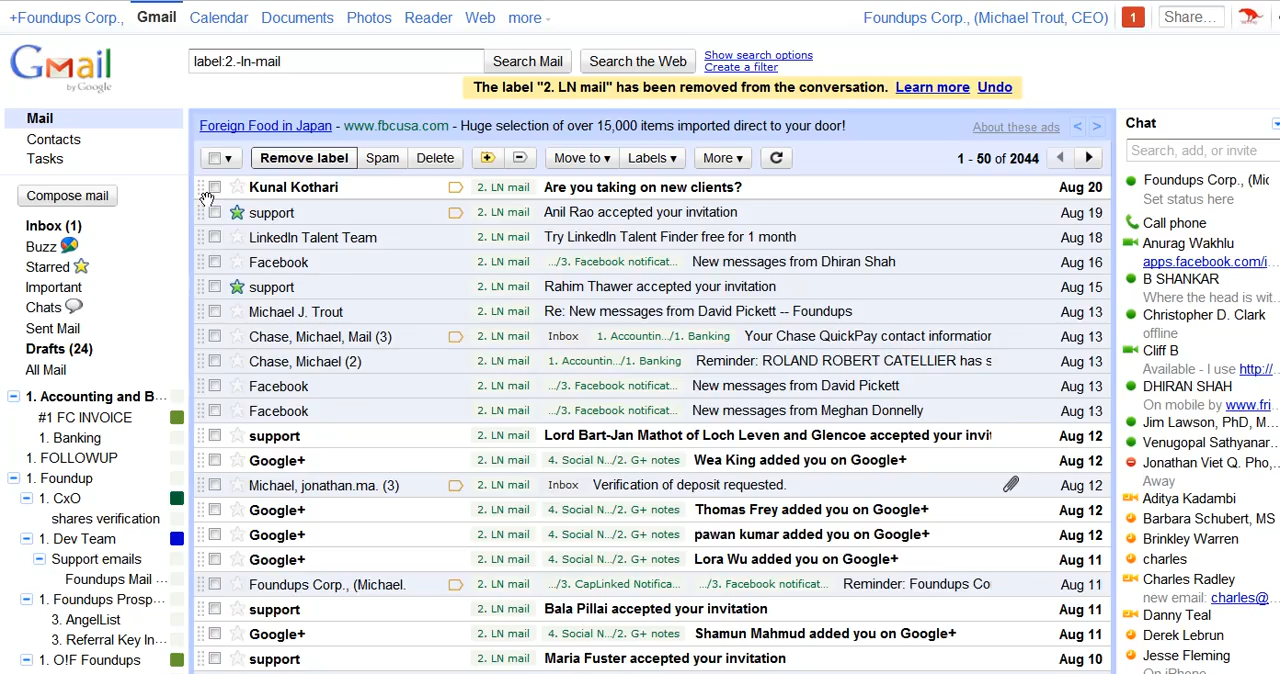 +Foundups Corp., Gmail Calendar Documents Photos Reader Web more Foundups Corp., (Michael Trout, CEO) 1 Share...
Gmail by Google
label:2.-ln-mail Search Mail Search the Web Show search options
Create a filter
The label "2. LN mail" has been removed from the conversation. Learn more Undo
Mail
Contacts
Tasks
Compose mail
Inbox (1)
Buzz
Starred
Important
Chats
Sent Mail
Drafts (24)
All Mail
1. Accounting and B...
#1 FC INVOICE
1. Banking
1. FOLLOWUP
1. Foundup
1. CxO
shares verification
1. Dev Team
Support emails
Foundups Mail ...
1. Foundups Prosp...
3. AngelList
3. Referral Key In...
1. O!F Foundups
Foreign Food in Japan - www.fbcusa.com - Huge selection of over 15,000 items imported direct to your door! About these ads < >
Remove label Spam Delete Move to Labels More 1 - 50 of 2044
Kunal Kothari 2. LN mail Are you taking on new clients? Aug 20
support 2. LN mail Anil Rao accepted your invitation Aug 19
LinkedIn Talent Team 2. LN mail Try LinkedIn Talent Finder free for 1 month Aug 18
Facebook .../3. Facebook notificat... New messages from Dhiran Shah Aug 16
support 2. LN mail Rahim Thawer accepted your invitation Aug 15
Michael J. Trout 2. LN mail Re: New messages from David Pickett -- Foundups Aug 13
Chase, Michael, Mail (3) 2. LN mail Inbox 1. Accountin.../1. Banking Your Chase QuickPay contact information Aug 13
Chase, Michael (2) 2. LN mail 1. Accountin.../1. Banking Reminder: ROLAND ROBERT CATELLIER has s Aug 13
Facebook 2. LN mail .../3. Facebook notificat... New messages from David Pickett Aug 13
Facebook 2. LN mail .../3. Facebook notificat... New messages from Meghan Donnelly Aug 13
support 2. LN mail Lord Bart-Jan Mathot of Loch Leven and Glencoe accepted your invit Aug 12
Google+ 2. LN mail 4. Social N.../2. G+ notes Wea King added you on Google+ Aug 12
Michael, jonathan.ma. (3) 2. LN mail Inbox Verification of deposit requested. Aug 12
Google+ 2. LN mail 4. Social N.../2. G+ notes Thomas Frey added you on Google+ Aug 12
Google+ 2. LN mail 4. Social N.../2. G+ notes pawan kumar added you on Google+ Aug 12
Google+ 2. LN mail 4. Social N.../2. G+ notes Lora Wu added you on Google+ Aug 11
Foundups Corp., (Michael. 2. LN mail .../3. CapLinked Notifica... .../3. Facebook notificat... Reminder: Foundups Co Aug 11
support 2. LN mail Bala Pillai accepted your invitation Aug 11
Google+ 2. LN mail 4. Social N.../2. G+ notes Shamun Mahmud added you on Google+ Aug 11
support 2. LN mail Maria Fuster accepted your invitation Aug 10
Chat
Search, add, or invite
Foundups Corp., (Mic
Set status here
Call phone
Anurag Wakhlu
apps.facebook.com/i...
B SHANKAR
Where the head is wit...
Christopher D. Clark
offline
Cliff B
Available - I use http://...
DHIRAN SHAH
On mobile by www.fri...
Jim Lawson, PhD, M...
Venugopal Sathyanar...
Jonathan Viet Q. Pho,...
Away
Aditya Kadambi
Barbara Schubert, MS
Brinkley Warren
charles
Charles Radley
new email: charles@...
Danny Teal
Derek Lebrun
Jesse Fleming
On iPhone